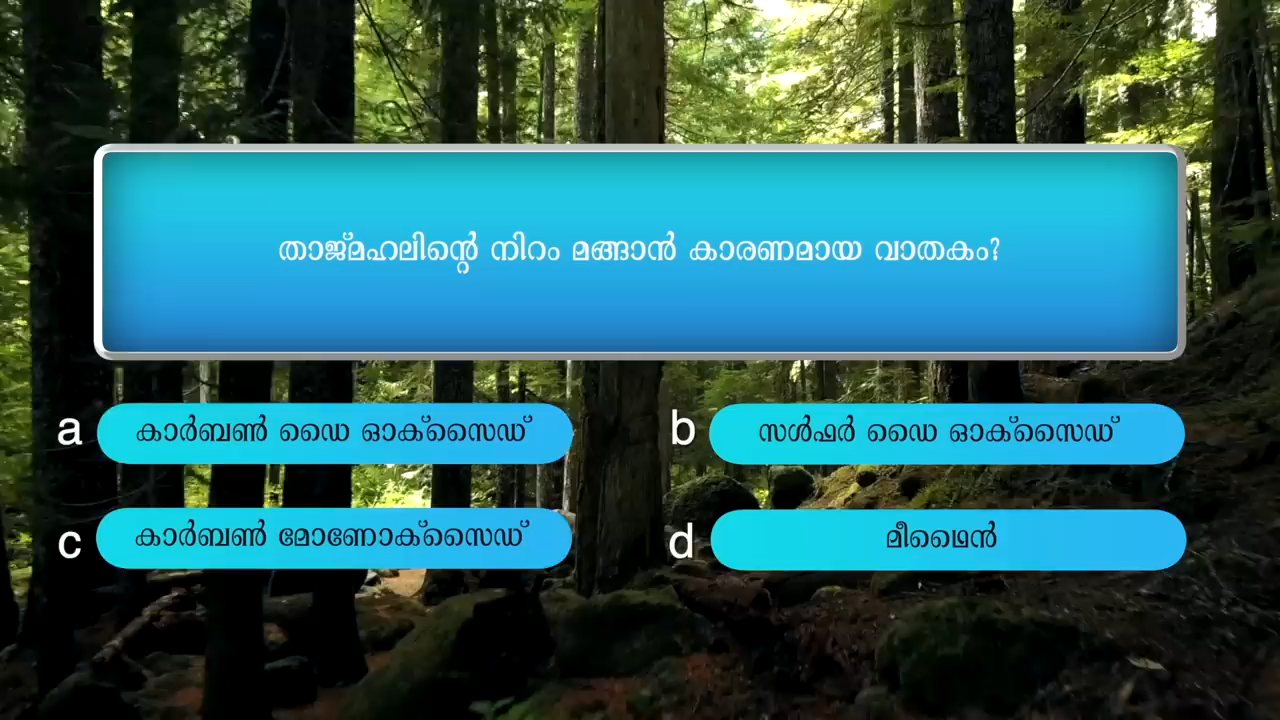 താജ്മഹലിന്റെ നിറം മങ്ങാൻ കാരണമായ വാതകം?
a കാർബൺ ഡൈ ഓക്സൈഡ്
b സൾഫർ ഡൈ ഓക്സൈഡ്
c കാർബൺ മോണോക്സൈഡ്
d മീഥൈൻ